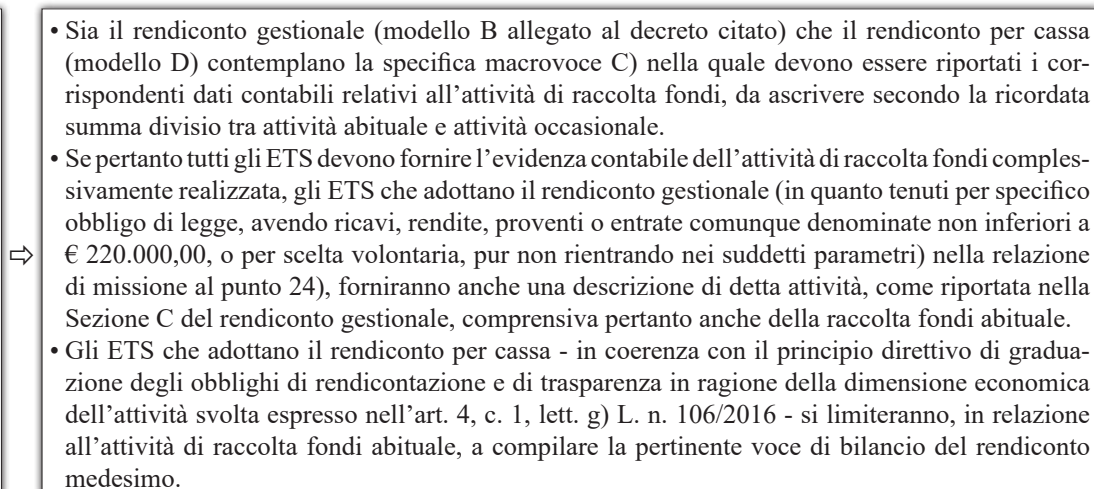 • Sia il rendiconto gestionale (modello B allegato al decreto citato) che il rendiconto per cassa
(modello D) contemplano la specifica macrovoce C) nella quale devono essere riportati i cor-
rispondenti dati contabili relativi all'attività di raccolta fondi, da ascrivere secondo la ricordata
summa divisio tra attività abituale e attività occasionale.
• Se pertanto tutti gli ETS devono fornire l'evidenza contabile dell'attività di raccolta fondi comples-
sivamente realizzata, gli ETS che adottano il rendiconto gestionale (in quanto tenuti per specifico
obbligo di legge, avendo ricavi, rendite, proventi o entrate comunque denominate non inferiori a
⇨ € 220.000,00, o per scelta volontaria, pur non rientrando nei suddetti parametri) nella relazione
di missione al punto 24), forniranno anche una descrizione di detta attività, come riportata nella
Sezione C del rendiconto gestionale, comprensiva pertanto anche della raccolta fondi abituale.
• Gli ETS che adottano il rendiconto per cassa - in coerenza con il principio direttivo di gradua-
zione degli obblighi di rendicontazione e di trasparenza in ragione della dimensione economica
dell'attività svolta espresso nell'art. 4, c. 1, lett. g) L. n. 106/2016 - si limiteranno, in relazione
all'attività di raccolta fondi abituale, a compilare la pertinente voce di bilancio del rendiconto
medesimo.